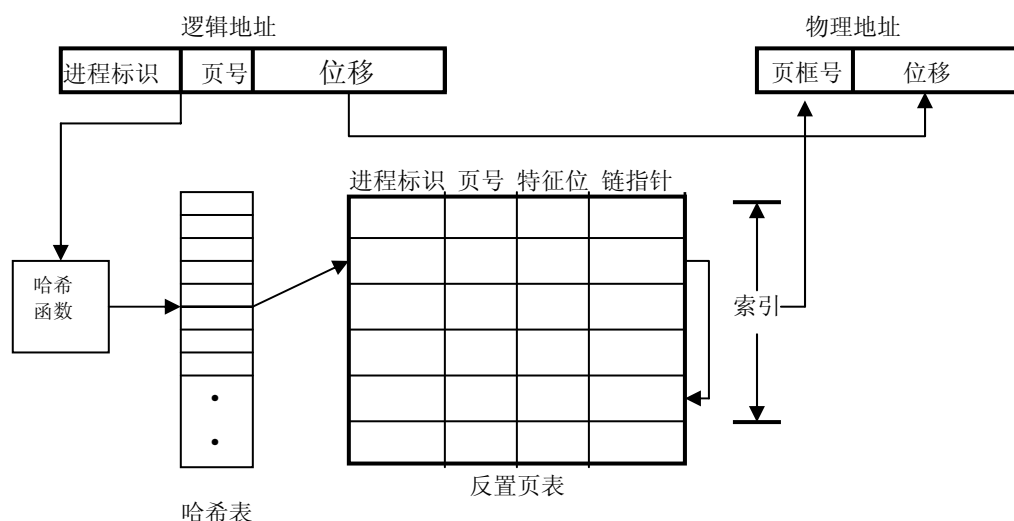 逻辑地址
物理地址
进程标识 页号 位移
页框号 位移
进程标识 页号 特征位 链指针
哈希
函数
索引
反置页表
哈希表